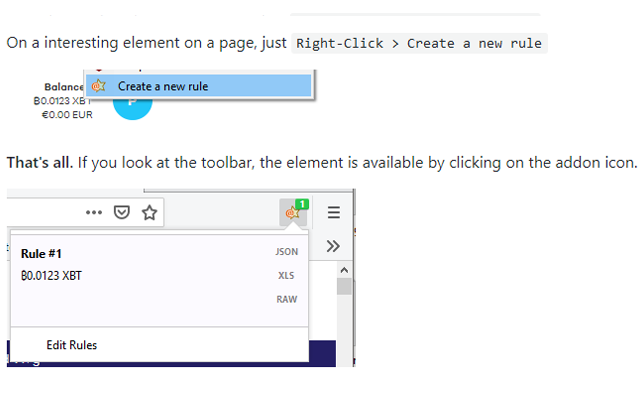 On a interesting element on a page, just Right-Click > Create a new rule
Balance
Create a new rule
฿0.0123 XBT
€0.00 EUR
That's all. If you look at the toolbar, the element is available by clicking on the addon icon.
1
Rule #1
JSON
฿0.0123 XBT
XLS
RAW
Edit Rules